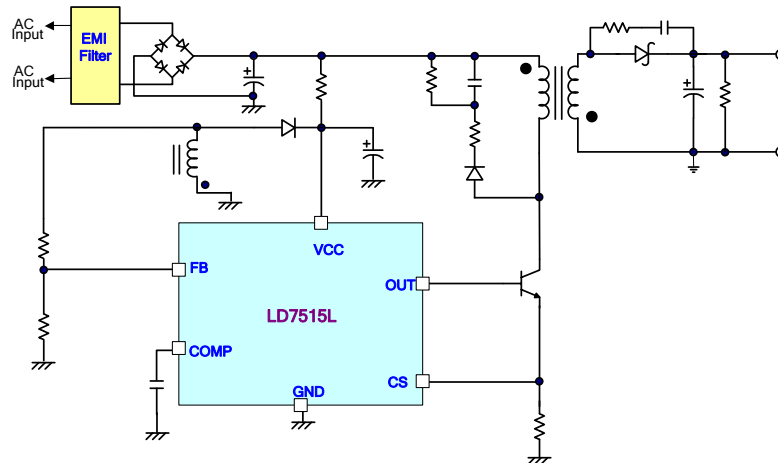 AC
Input
EMI
Filter
AC
Input
+
+
+
+
VCC
FB
OUT
LD7515L
COMP
CS
GND